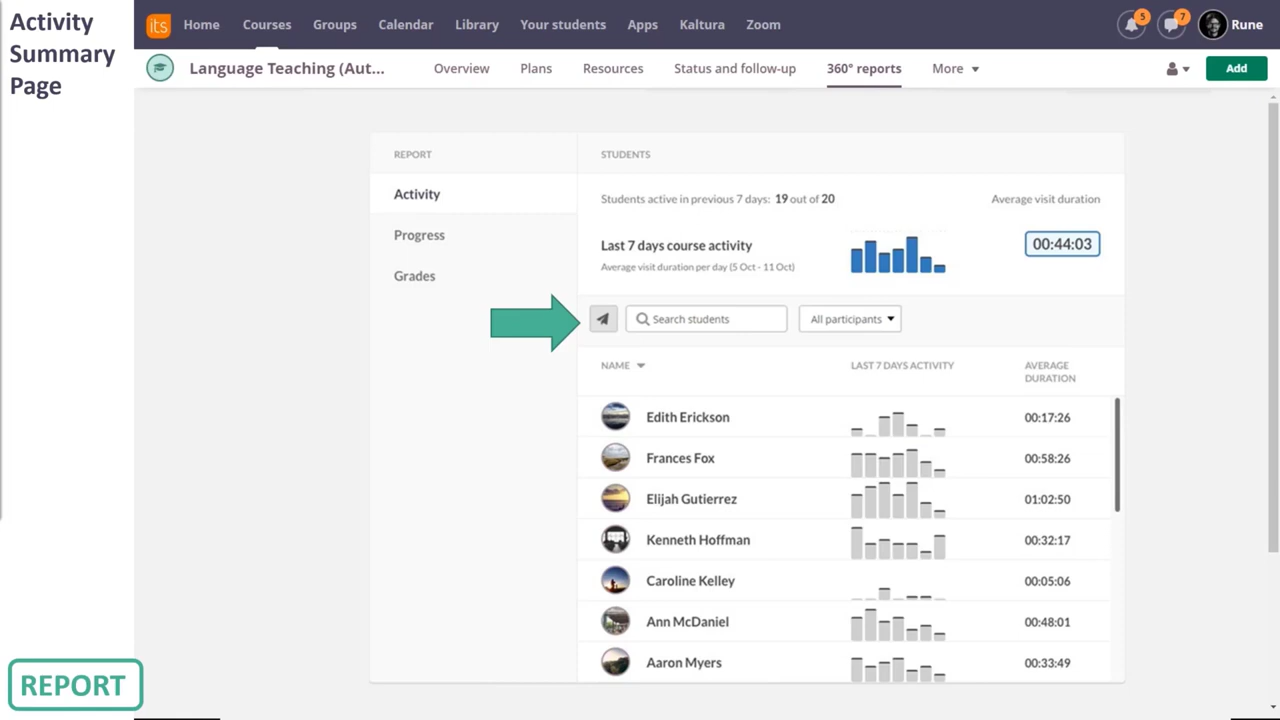 Activity
Summary
Page
its Home Courses Groups Calendar Library Your students Apps Kaltura Zoom 5 7 Rune
Language Teaching (Aut... Overview Plans Resources Status and follow-up 360° reports More Add
REPORT STUDENTS
Activity
Progress
Grades
Students active in previous 7 days: 19 out of 20 Average visit duration
Last 7 days course activity 00:44:03
Average visit duration per day (5 Oct - 11 Oct)
Search students All participants
NAME LAST 7 DAYS ACTIVITY AVERAGE
DURATION
Edith Erickson 00:17:26
Frances Fox 00:58:26
Elijah Gutierrez 01:02:50
Kenneth Hoffman 00:32:17
Caroline Kelley 00:05:06
Ann McDaniel 00:48:01
Aaron Myers 00:33:49
REPORT